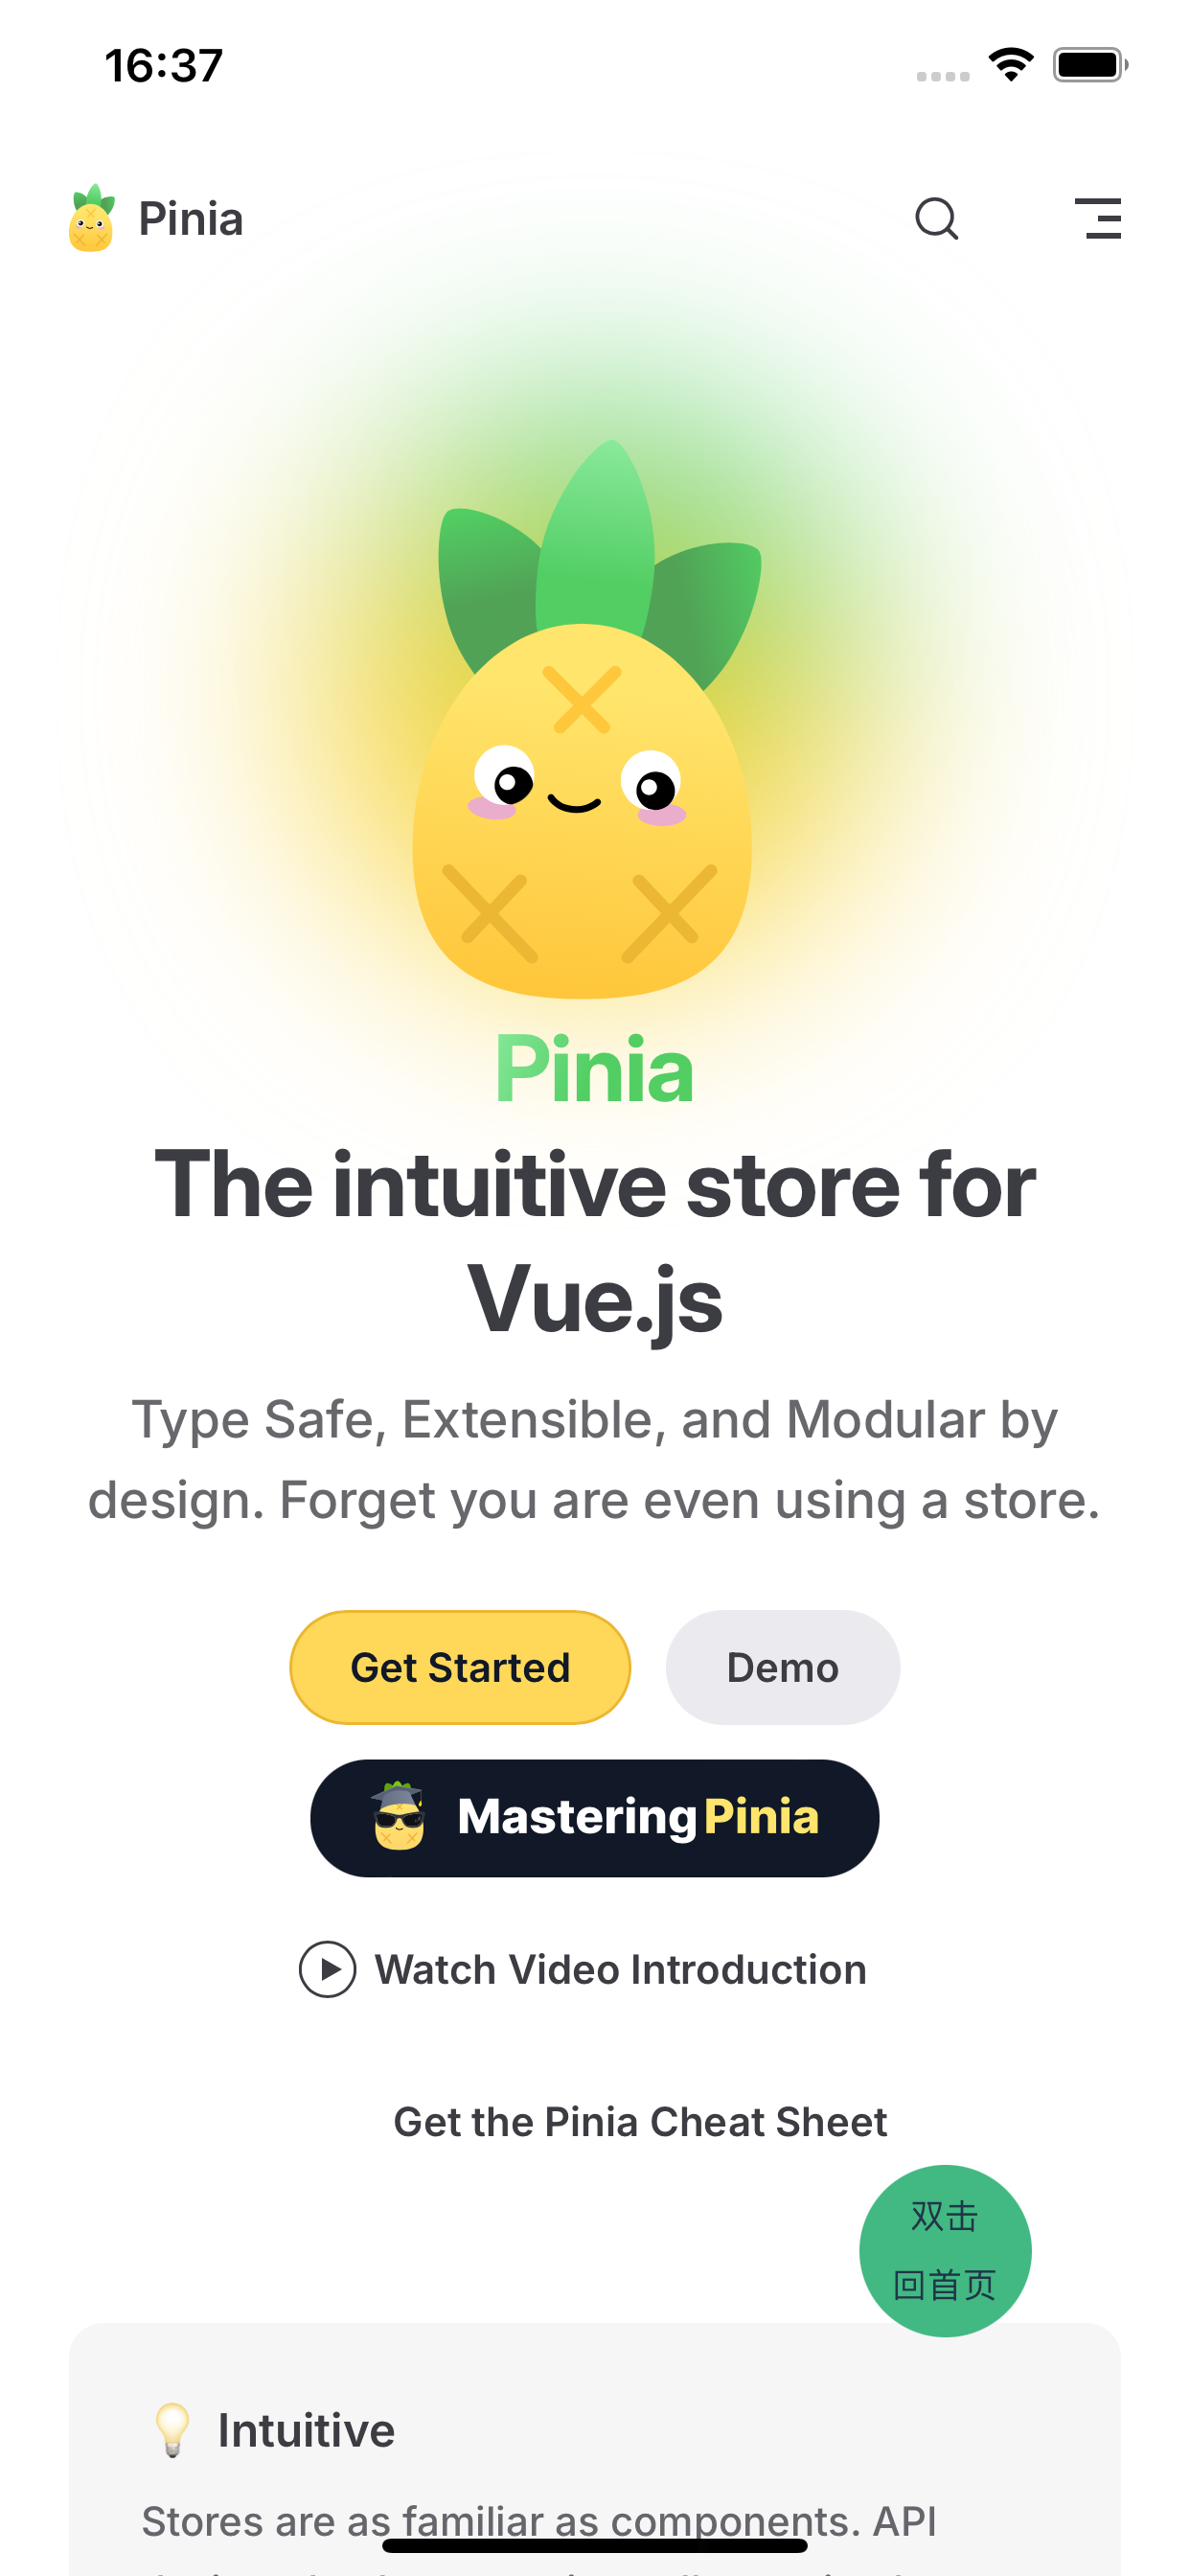 16:37
Pinia
Pinia
The intuitive store for
Vue.js
Type Safe, Extensible, and Modular by
design. Forget you are even using a store.
Get Started
Demo
Mastering Pinia
Watch Video Introduction
Get the Pinia Cheat Sheet
双击
回首页
Intuitive
Stores are as familiar as components. API